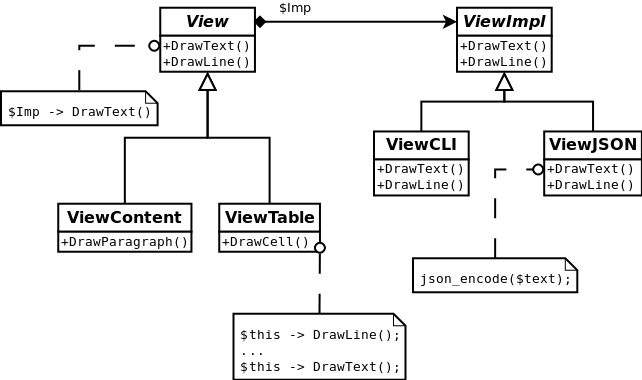 View
$Imp
ViewImpl
+DrawText()
+DrawLine()
+DrawText()
+DrawLine()
$Imp -> DrawText()
ViewCLI
+DrawText()
+DrawLine()
ViewJSON
+DrawText()
+DrawLine()
ViewContent
+DrawParagraph()
ViewTable
+DrawCell()
json_encode($text);
$this -> DrawLine();
...
$this -> DrawText();